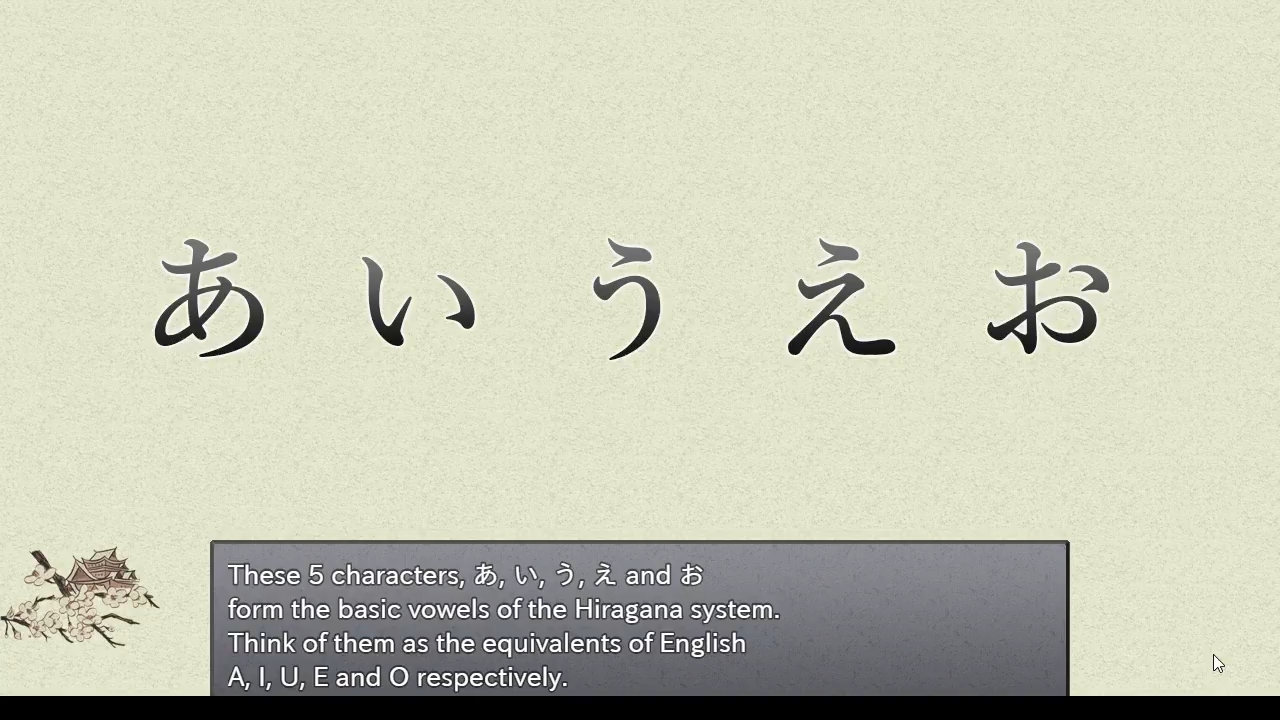 あ い う え お
These 5 characters, あ, い, う, え and お
form the basic vowels of the Hiragana system.
Think of them as the equivalents of English
A, I, U, E and O respectively.